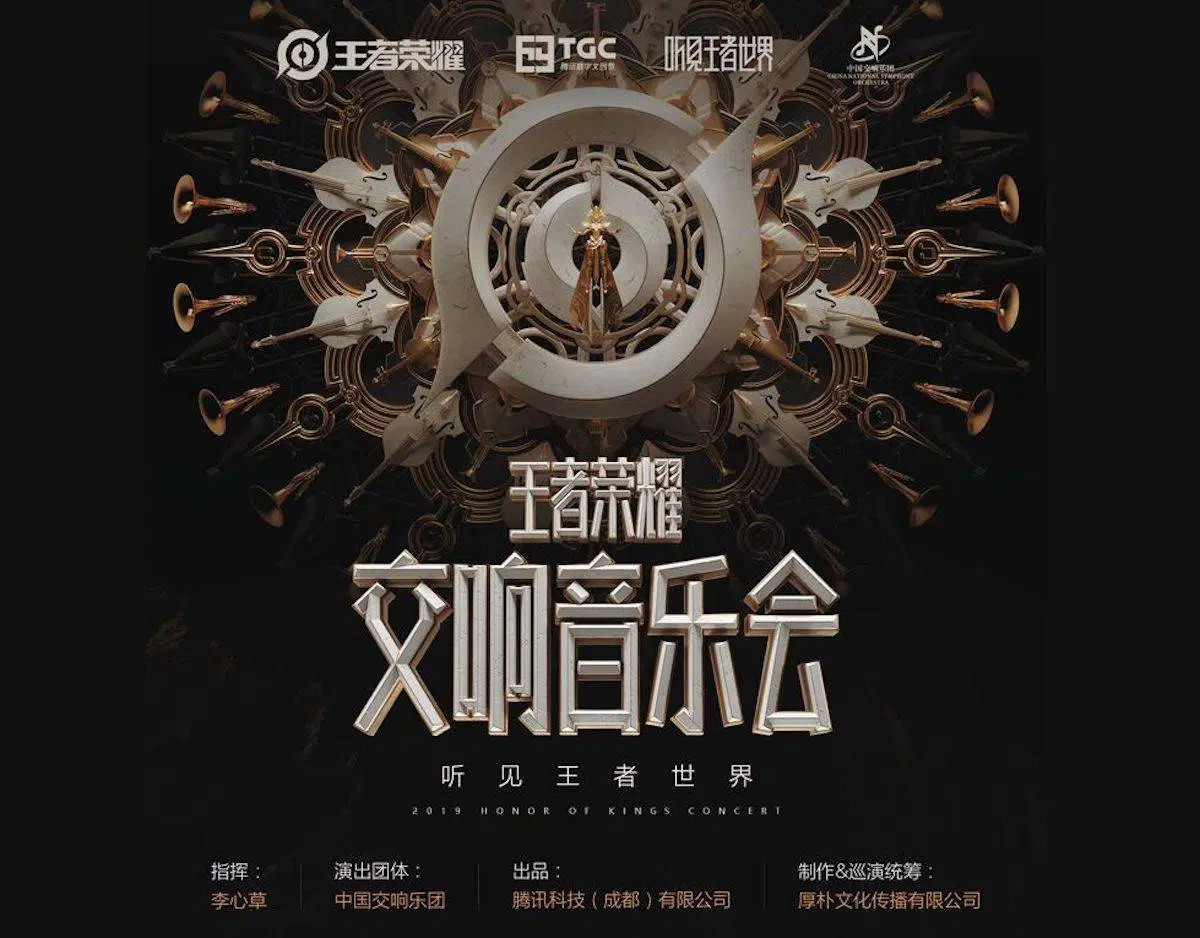 王者荣耀
TGC
腾讯数字文创节
听见王者世界
中国交响乐团
CHINA NATIONAL SYMPHONY
ORCHESTRA
王者荣耀
交响音乐会
听见王者世界
2019 HONOR OF KINGS CONCERT
指挥：
李心草
演出团体：
中国交响乐团
出品：
腾讯科技（成都）有限公司
制作&巡演统筹：
厚朴文化传播有限公司